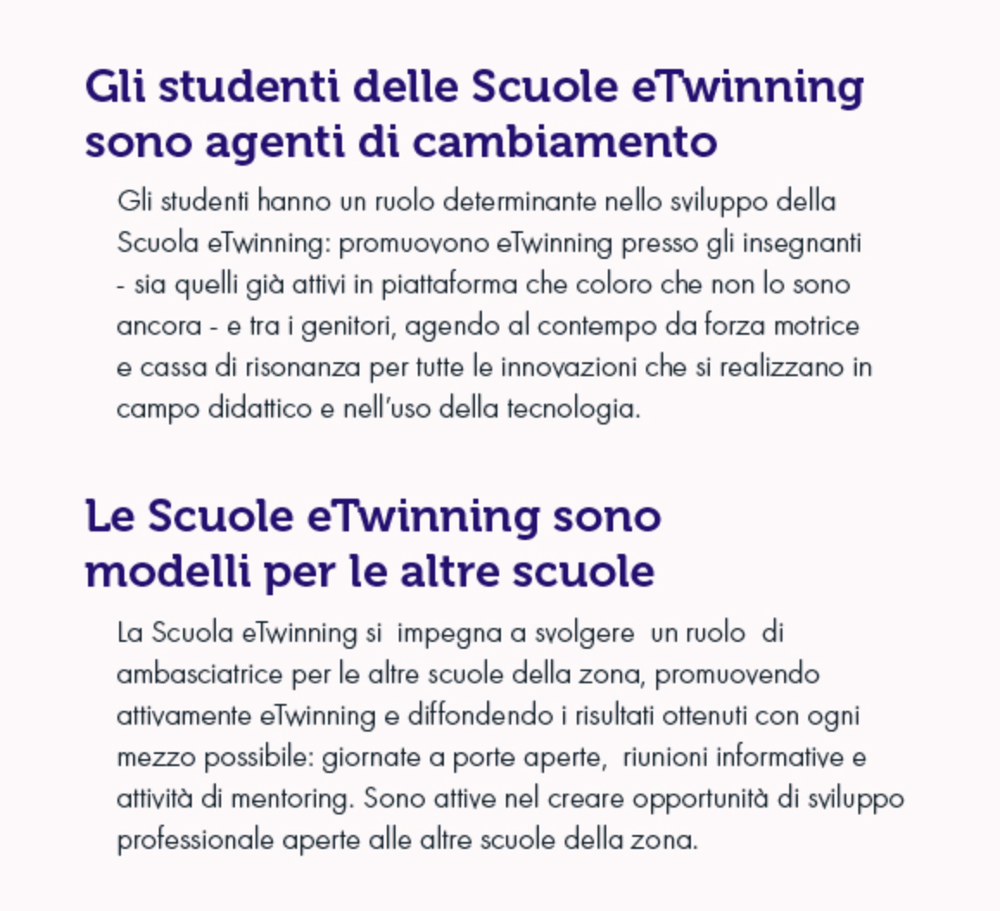 Gli studenti delle Scuole eTwinning
sono agenti di cambiamento
Gli studenti hanno un ruolo determinante nello sviluppo della
Scuola eTwinning: promuovono eTwinning presso gli insegnanti
- sia quelli già attivi in piattaforma che coloro che non lo sono
ancora - e tra i genitori, agendo al contempo da forza motrice
e cassa di risonanza per tutte le innovazioni che si realizzano in
campo didattico e nell'uso della tecnologia.
Le Scuole eTwinning sono
modelli per le altre scuole
La Scuola eTwinning si  impegna a svolgere  un ruolo  di
ambasciatrice per le altre scuole della zona, promuovendo
attivamente eTwinning e diffondendo i risultati ottenuti con ogni
mezzo possibile: giornate a porte aperte,  riunioni informative e
attività di mentoring. Sono attive nel creare opportunità di sviluppo
professionale aperte alle altre scuole della zona.